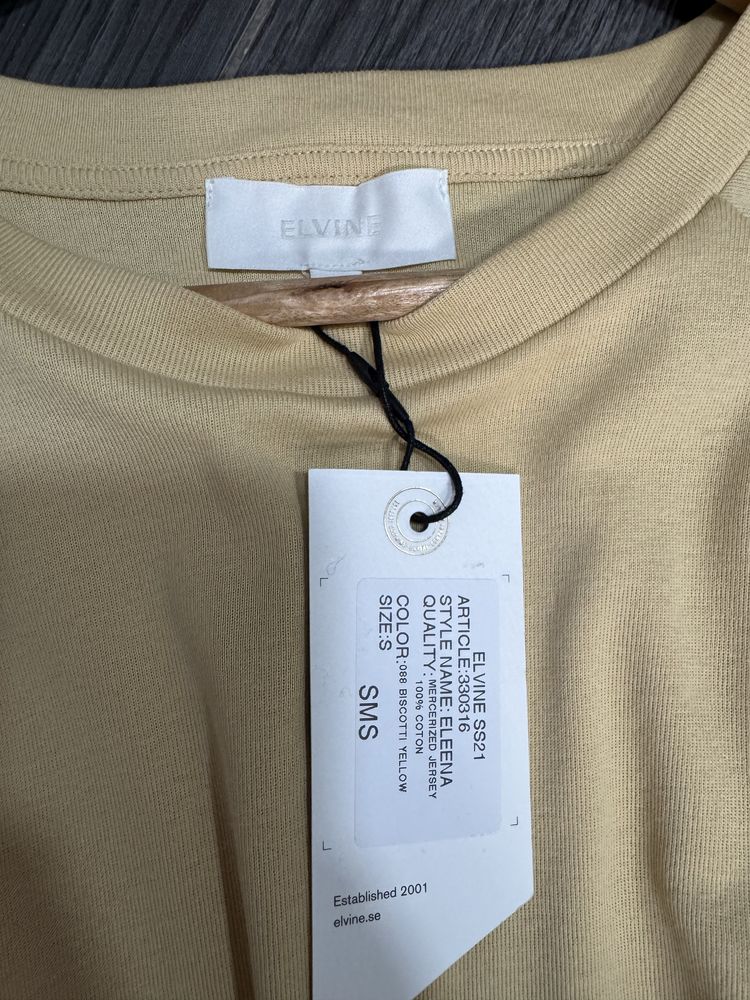 ELVINE
ELVINE SS21
ARTICLE:330316
STYLE NAME: ELEENA
QUALITY: MERCERIZED JERSEY
100% COTON
COLOR:088 BISCOTTI YELLOW
SIZE:S
SMS
Established 2001
elvine.se